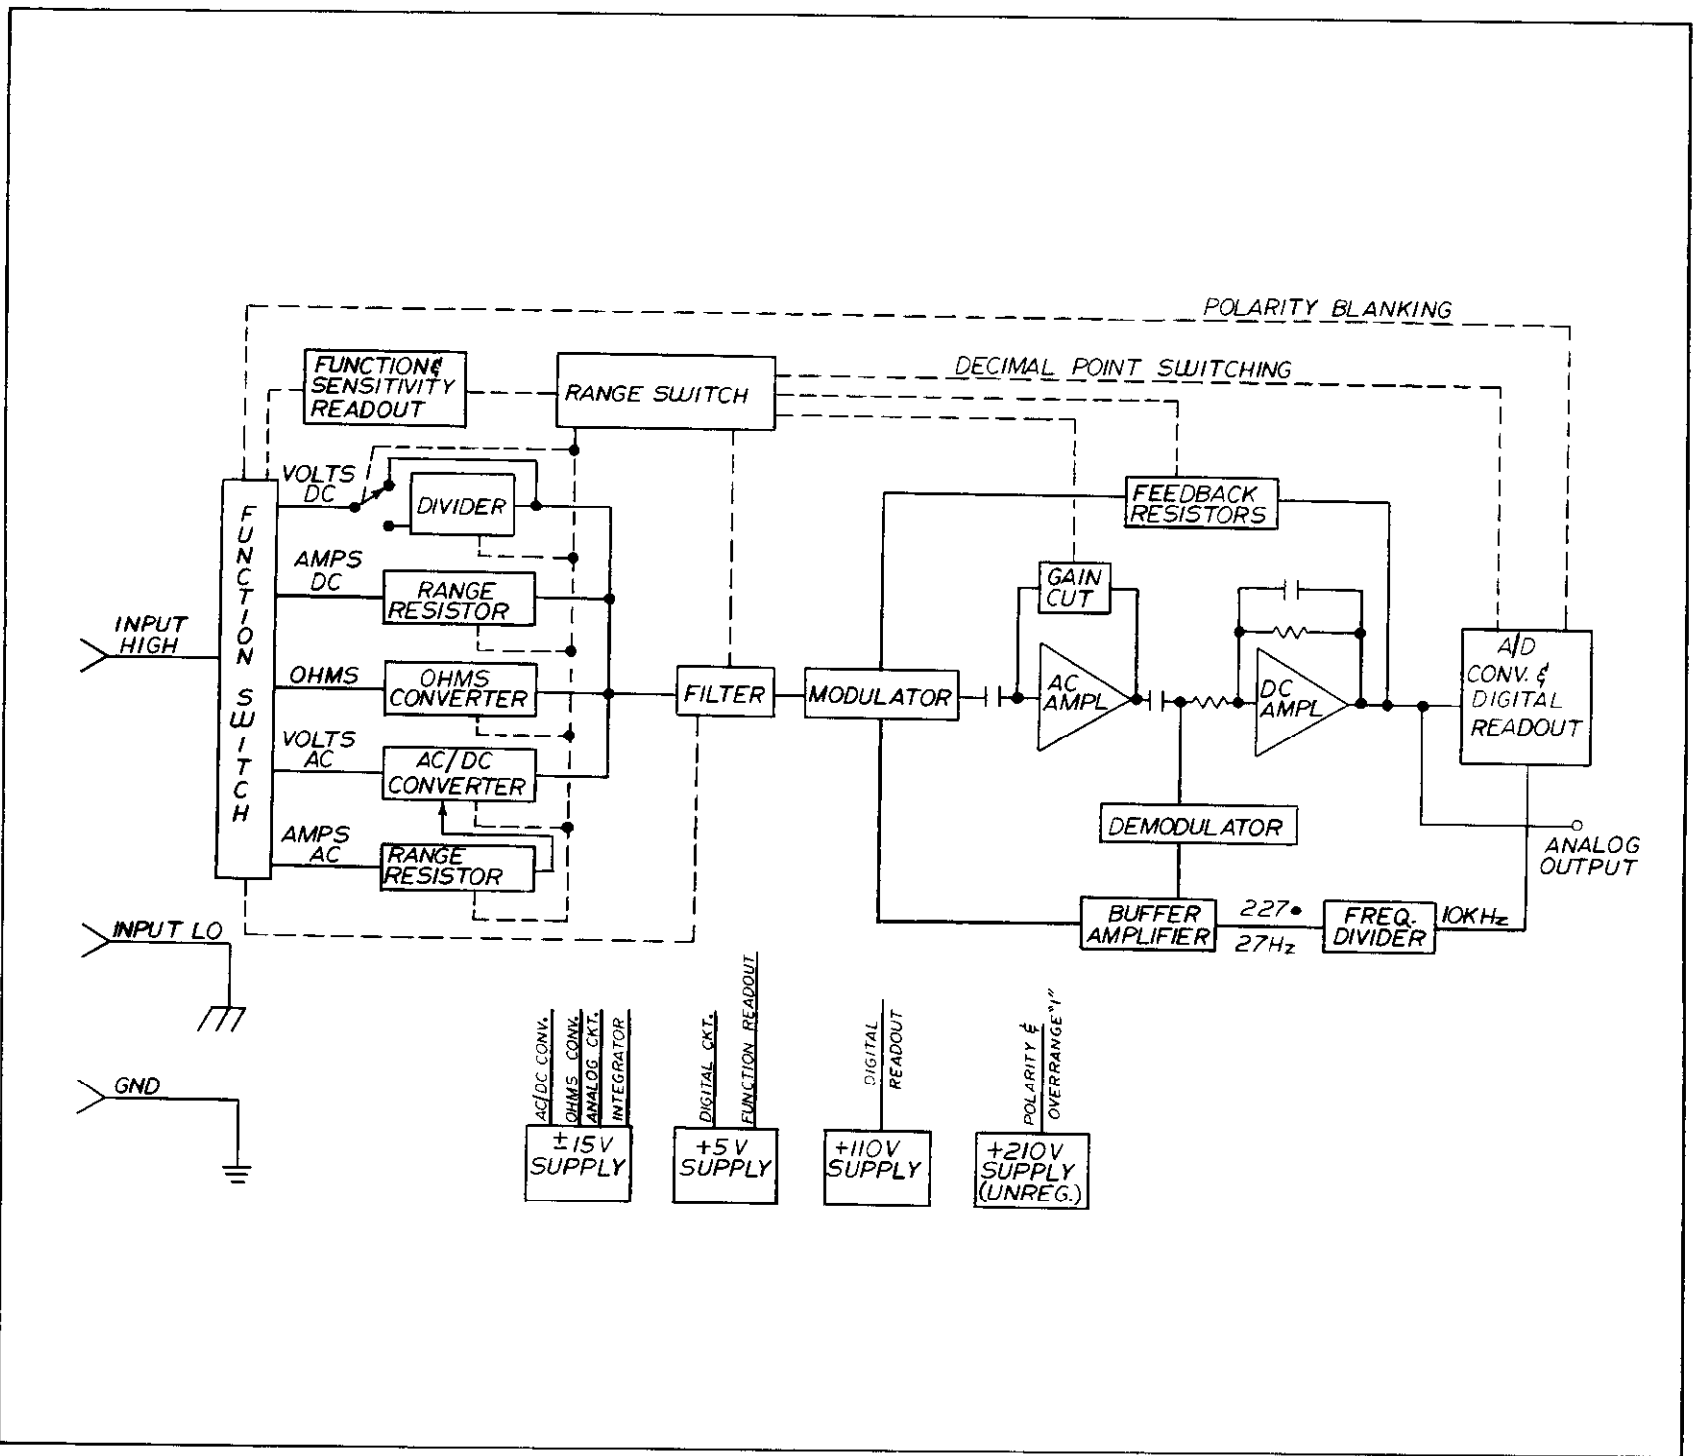 POLARITY BLANKING
FUNCTION &
SENSITIVITY
READOUT
RANGE SWITCH
DECIMAL POINT SWITCHING
VOLTS
DC
DIVIDER
FEEDBACK
RESISTORS
FUNCTION SWITCH
AMPS
DC
RANGE
RESISTOR
GAIN
CUT
INPUT
HIGH
OHMS
OHMS
CONVERTER
FILTER
MODULATOR
AC
AMPL
DC
AMPL
A/D
CONV. &
DIGITAL
READOUT
VOLTS
AC
AC/DC
CONVERTER
DEMODULATOR
AMPS
AC
RANGE
RESISTOR
ANALOG
OUTPUT
INPUT LO
BUFFER
AMPLIFIER
227•
27Hz
FREQ.
DIVIDER
10KHz
GND
AC/DC CONV.
OHMS CONV.
ANALOG CKT.
INTEGRATOR
±15V
SUPPLY
DIGITAL CKT.
FUNCTION READOUT
+5V
SUPPLY
DIGITAL
READOUT
+110V
SUPPLY
POLARITY &
OVERRANGE "1"
+210V
SUPPLY
(UNREG.)